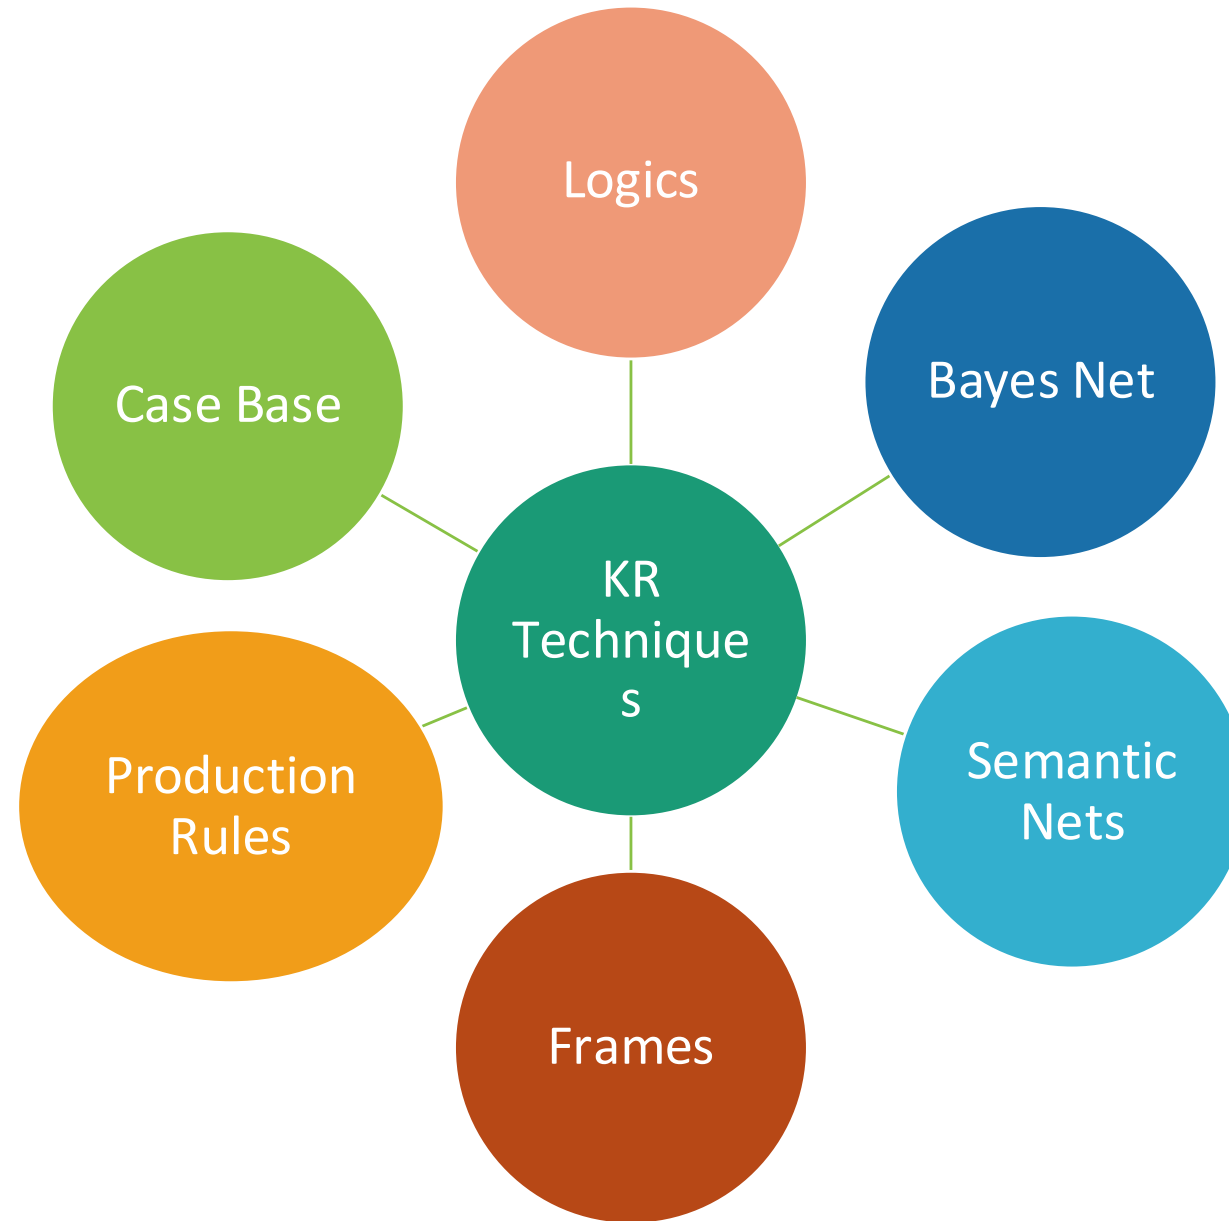 Logics
Bayes Net
Case Base
KR
Technique
s
Semantic
Nets
Production
Rules
Frames